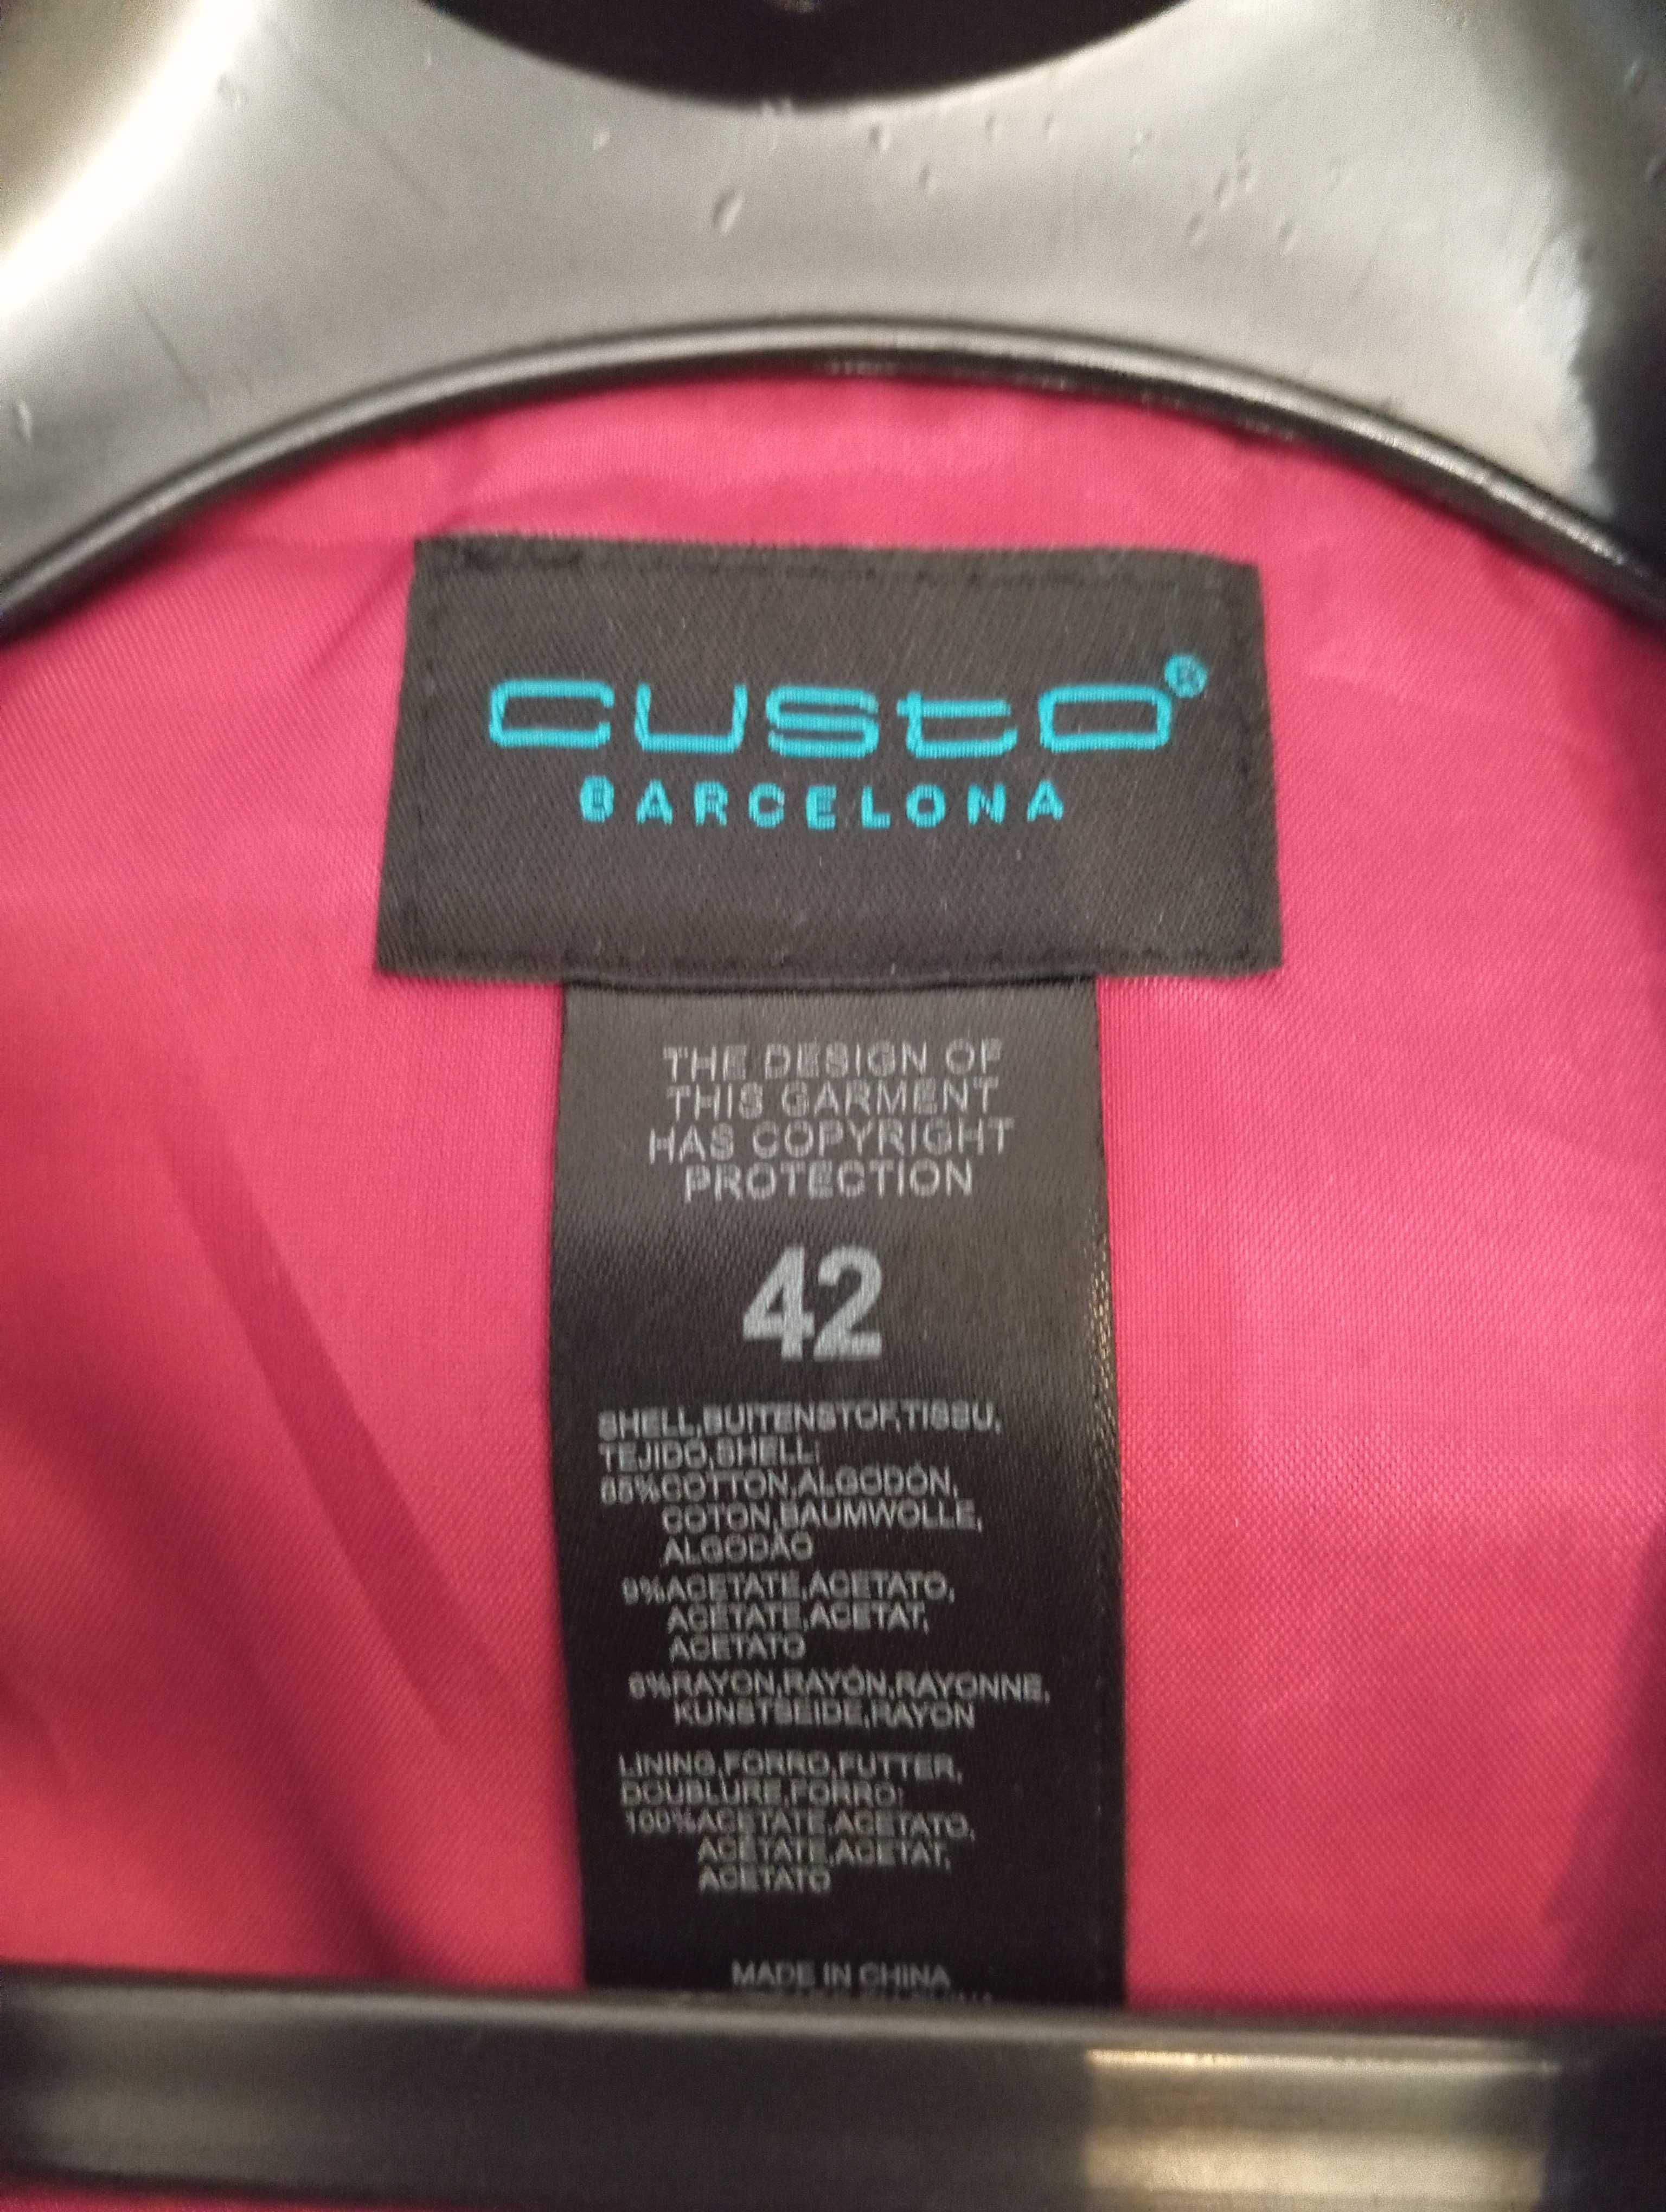 custo®
BARCELONA
THE DESIGN OF
THIS GARMENT
HAS COPYRIGHT
PROTECTION
42
SHELL,BUITENSTOF,TISSU,
TEJIDO,SHELL:
85%COTTON,ALGODÓN,
COTON,BAUMWOLLE,
ALGODÃO
9%ACETATE,ACETATO,
ACÉTATE,ACETAT,
ACETATO
6%RAYON,RAYÓN,RAYONNE,
KUNSTSEIDE,RAYON
LINING,FORRO,FUTTER,
DOUBLURE,FORRO:
100%ACETATE,ACETATO,
ACÉTATE,ACETAT,
ACETATO
MADE IN CHINA